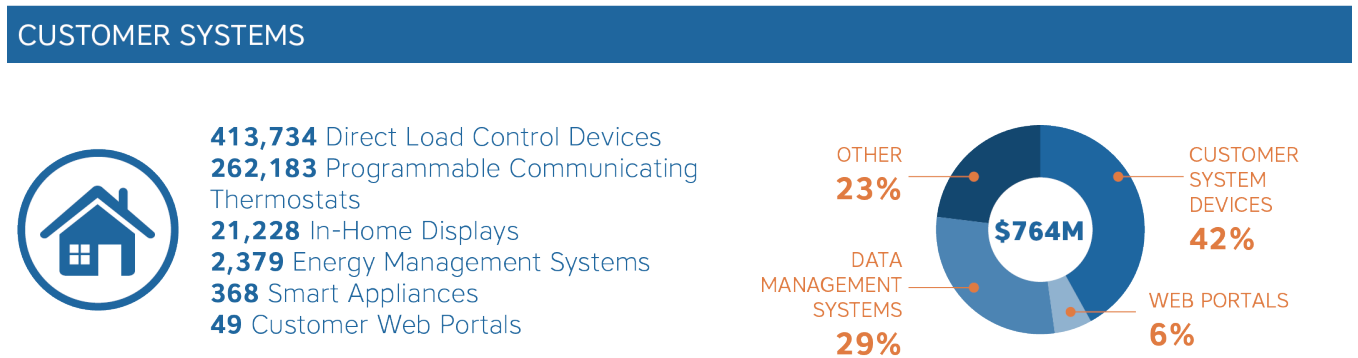 CUSTOMER SYSTEMS
413,734 Direct Load Control Devices
262,183 Programmable Communicating
Thermostats
21,228 In-Home Displays
2,379 Energy Management Systems
368 Smart Appliances
49 Customer Web Portals
OTHER
23%
DATA
MANAGEMENT
SYSTEMS
29%
$764M
CUSTOMER
SYSTEM
DEVICES
42%
WEB PORTALS
6%